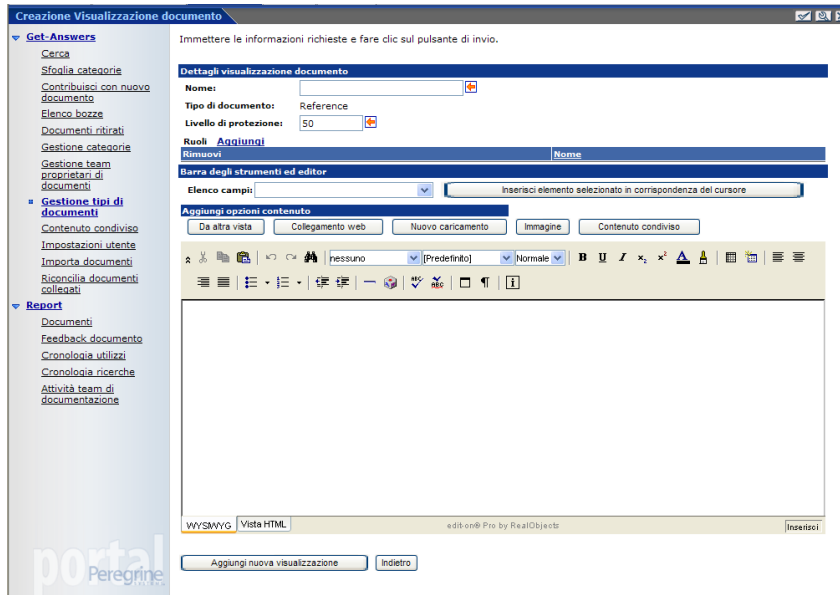 Creazione Visualizzazione documento
Get-Answers
Cerca
Sfoglia categorie
Contribuisci con nuovo
documento
Elenco bozze
Documenti ritirati
Gestione categorie
Gestione team
proprietari di
documenti
Gestione tipi di
documenti
Contenuto condiviso
Impostazioni utente
Importa documenti
Riconcilia documenti
collegati
Report
Documenti
Feedback documento
Cronologia utilizzi
Cronologia ricerche
Attività team di
documentazione
portal
Peregrine
Immettere le informazioni richieste e fare clic sul pulsante di invio.
Dettagli visualizzazione documento
Nome:
Tipo di documento: Reference
Livello di protezione: 50
Ruoli Aggiungi
Rimuovi Nome
Barra degli strumenti ed editor
Elenco campi: Inserisci elemento selezionato in corrispondenza del cursore
Aggiungi opzioni contenuto
Da altra vista Collegamento web Nuovo caricamento Immagine Contenuto condiviso
nessuno [Predefinito] Normale B U I x₂ x² A
ABC ABC ¶ i
WYSIWYG Vista HTML edit-on® Pro by RealObjects Inserisci
Aggiungi nuova visualizzazione Indietro